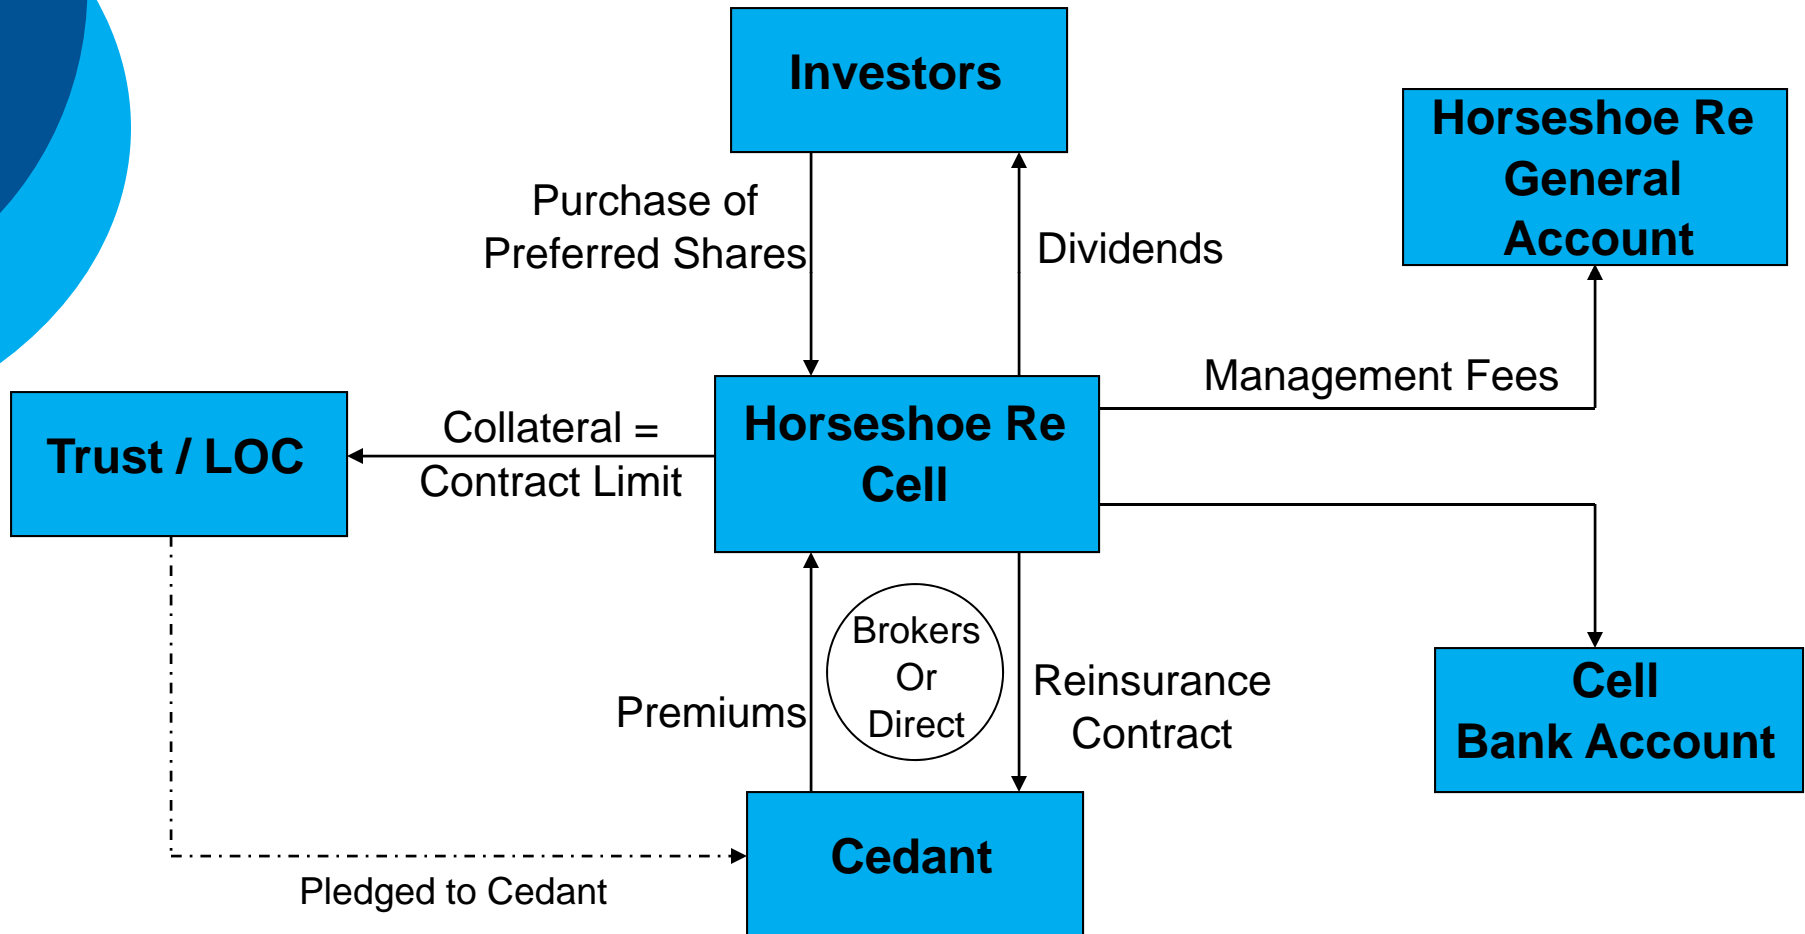 Investors
Horseshoe Re
General
Account
Purchase of
Preferred Shares
Dividends
Management Fees
Trust / LOC
Collateral =
Contract Limit
Horseshoe Re
Cell
Brokers
Or
Direct
Premiums
Reinsurance
Contract
Cell
Bank Account
Cedant
Pledged to Cedant